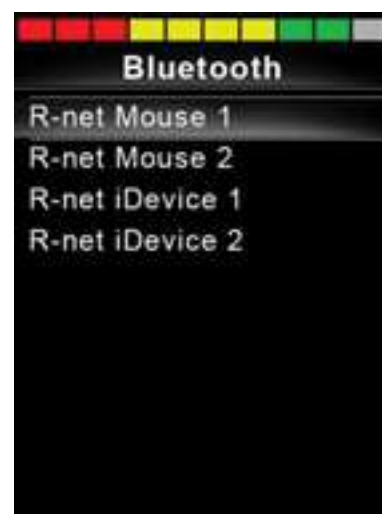 Bluetooth
R-net Mouse 1
R-net Mouse 2
R-net iDevice 1
R-net iDevice 2